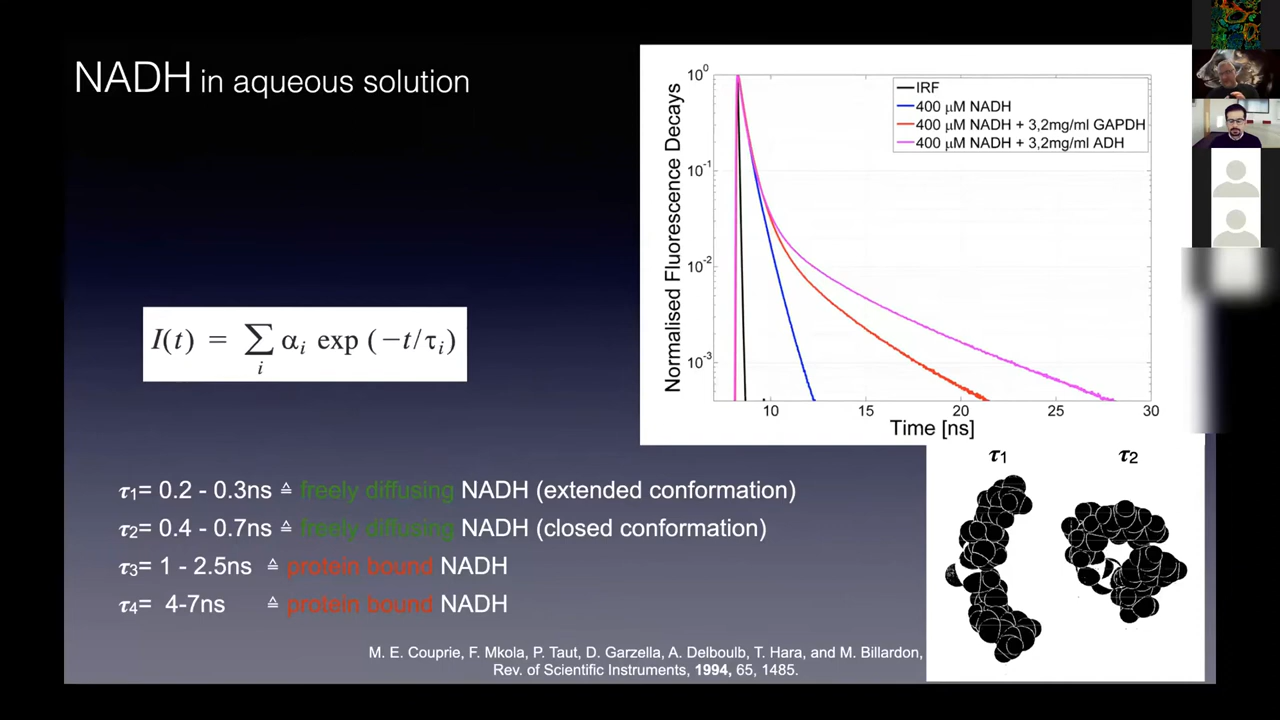 NADH in aqueous solution
I(t) = ∑ αᵢ exp (−t/τᵢ)
i
τ₁= 0.2 - 0.3ns ≙ freely diffusing NADH (extended conformation)
τ₂= 0.4 - 0.7ns ≙ freely diffusing NADH (closed conformation)
τ₃= 1 - 2.5ns ≙ protein bound NADH
τ₄= 4-7ns ≙ protein bound NADH
Normalised Fluorescence Decays
10⁰
10⁻¹
10⁻²
10⁻³
IRF
400 µM NADH
400 µM NADH + 3,2mg/ml GAPDH
400 µM NADH + 3,2mg/ml ADH
10 15 20 25 30
Time [ns]
τ₁ τ₂
M. E. Couprie, F. Mkola, P. Taut, D. Garzella, A. Delboulb, T. Hara, and M. Billardon,
Rev. of Scientific Instruments, 1994, 65, 1485.